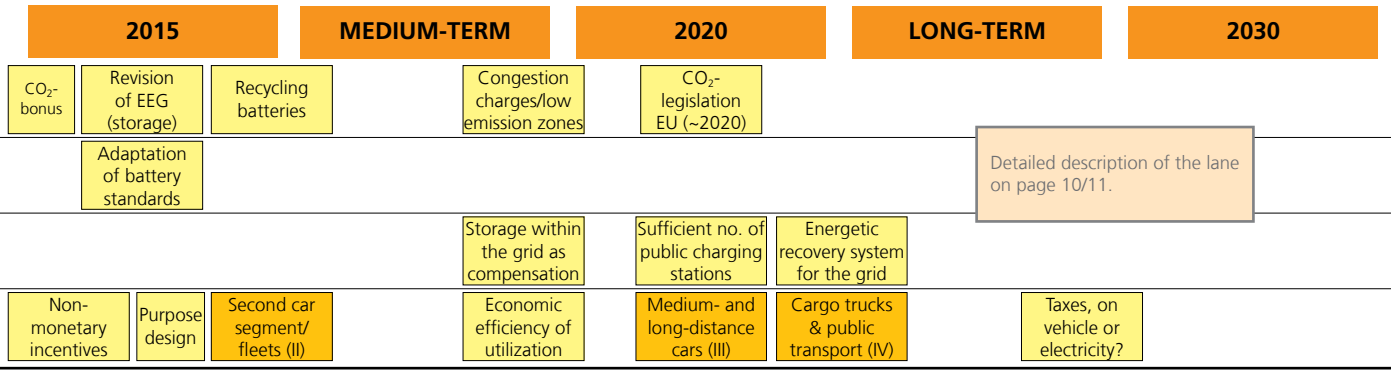 2015
MEDIUM-TERM
2020
LONG-TERM
2030
CO₂-
bonus
Revision
of EEG
(storage)
Recycling
batteries
Congestion
charges/low
emission zones
CO₂-
legislation
EU (~2020)
Adaptation
of battery
standards
Detailed description of the lane
on page 10/11.
Storage within
the grid as
compensation
Sufficient no. of
public charging
stations
Energetic
recovery system
for the grid
Non-
monetary
incentives
Purpose
design
Second car
segment/
fleets (II)
Economic
efficiency of
utilization
Medium- and
long-distance
cars (III)
Cargo trucks
& public
transport (IV)
Taxes, on
vehicle or
electricity?